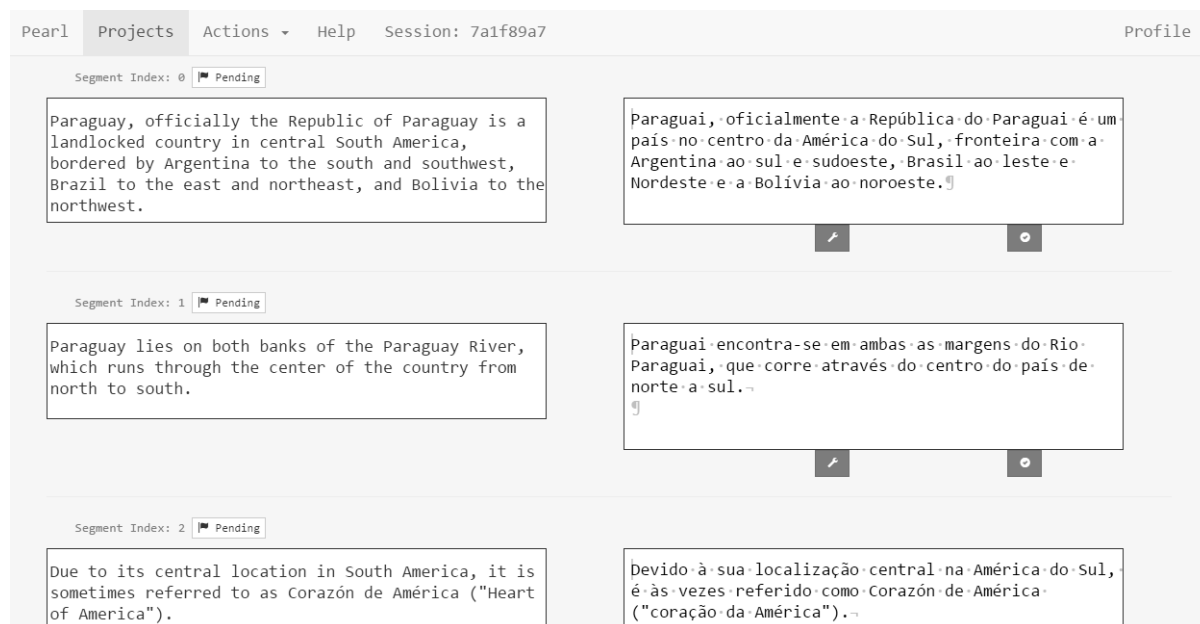 Pearl Projects Actions Help Session: 7a1f89a7 Profile
Segment Index: 0 Pending
Paraguay, officially the Republic of Paraguay is a
landlocked country in central South America,
bordered by Argentina to the south and southwest,
Brazil to the east and northeast, and Bolivia to the
northwest.
Paraguai, oficialmente a República do Paraguai é um
país no centro da América do Sul, fronteira com a
Argentina ao sul e sudoeste, Brasil ao leste e
Nordeste e a Bolívia ao noroeste.¶
Segment Index: 1 Pending
Paraguay lies on both banks of the Paraguay River,
which runs through the center of the country from
north to south.
Paraguai encontra-se em ambas as margens do Rio
Paraguai, que corre através do centro do país de
norte a sul.¬
¶
Segment Index: 2 Pending
Due to its central location in South America, it is
sometimes referred to as Corazón de América ("Heart
of America").
Devido à sua localização central na América do Sul,
é às vezes referido como Corazón de América
("coração da América").¬